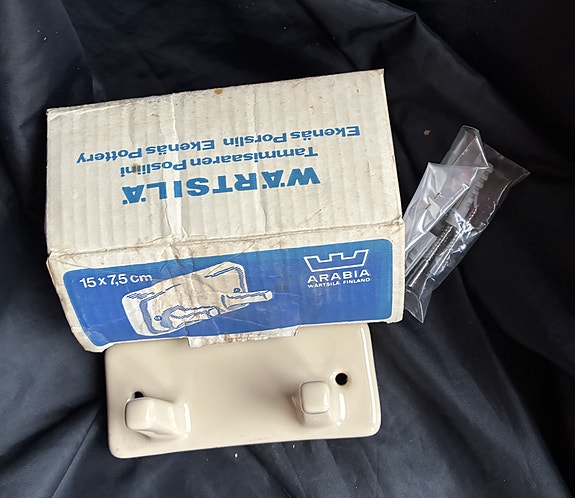 WÄRTSILÄ
Tammisaaren Posliini
Ekenäs Porslin Ekenäs Pottery
15 x 7,5 cm
ARABIA
WÄRTSILÄ FINLAND